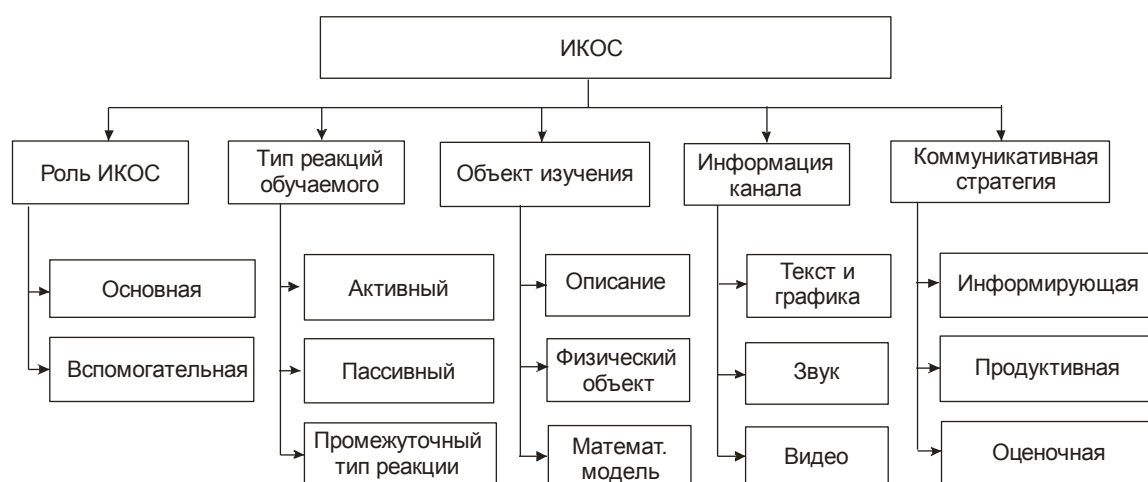 ИКОС
Роль ИКОС
Тип реакций
обучаемого
Объект изучения
Информация
канала
Коммуникативная
стратегия
Основная
Вспомогательная
Активный
Пассивный
Промежуточный
тип реакции
Описание
Физический
объект
Математ.
модель
Текст и
графика
Звук
Видео
Информирующая
Продуктивная
Оценочная